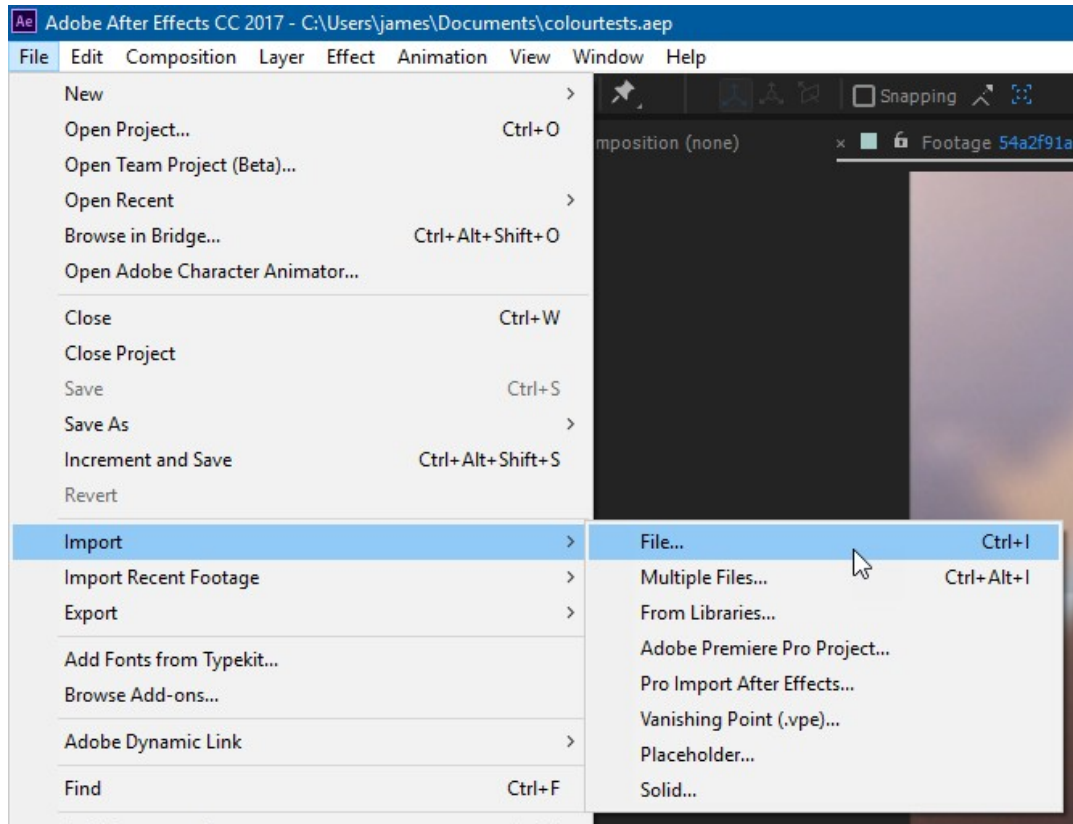 Ae Adobe After Effects CC 2017 - C:\Users\james\Documents\colourtests.aep
File Edit Composition Layer Effect Animation View Window Help
New >
Snapping
Open Project... Ctrl+O
mposition (none) × Footage 54a2f91a
Open Team Project (Beta)...
Open Recent >
Browse in Bridge... Ctrl+Alt+Shift+O
Open Adobe Character Animator...
Close Ctrl+W
Close Project
Save Ctrl+S
Save As >
Increment and Save Ctrl+Alt+Shift+S
Revert
Import > File... Ctrl+I
Import Recent Footage > Multiple Files... Ctrl+Alt+I
Export > From Libraries...
Adobe Premiere Pro Project...
Add Fonts from Typekit...
Pro Import After Effects...
Browse Add-ons...
Vanishing Point (.vpe)...
Adobe Dynamic Link >
Placeholder...
Find Ctrl+F Solid...